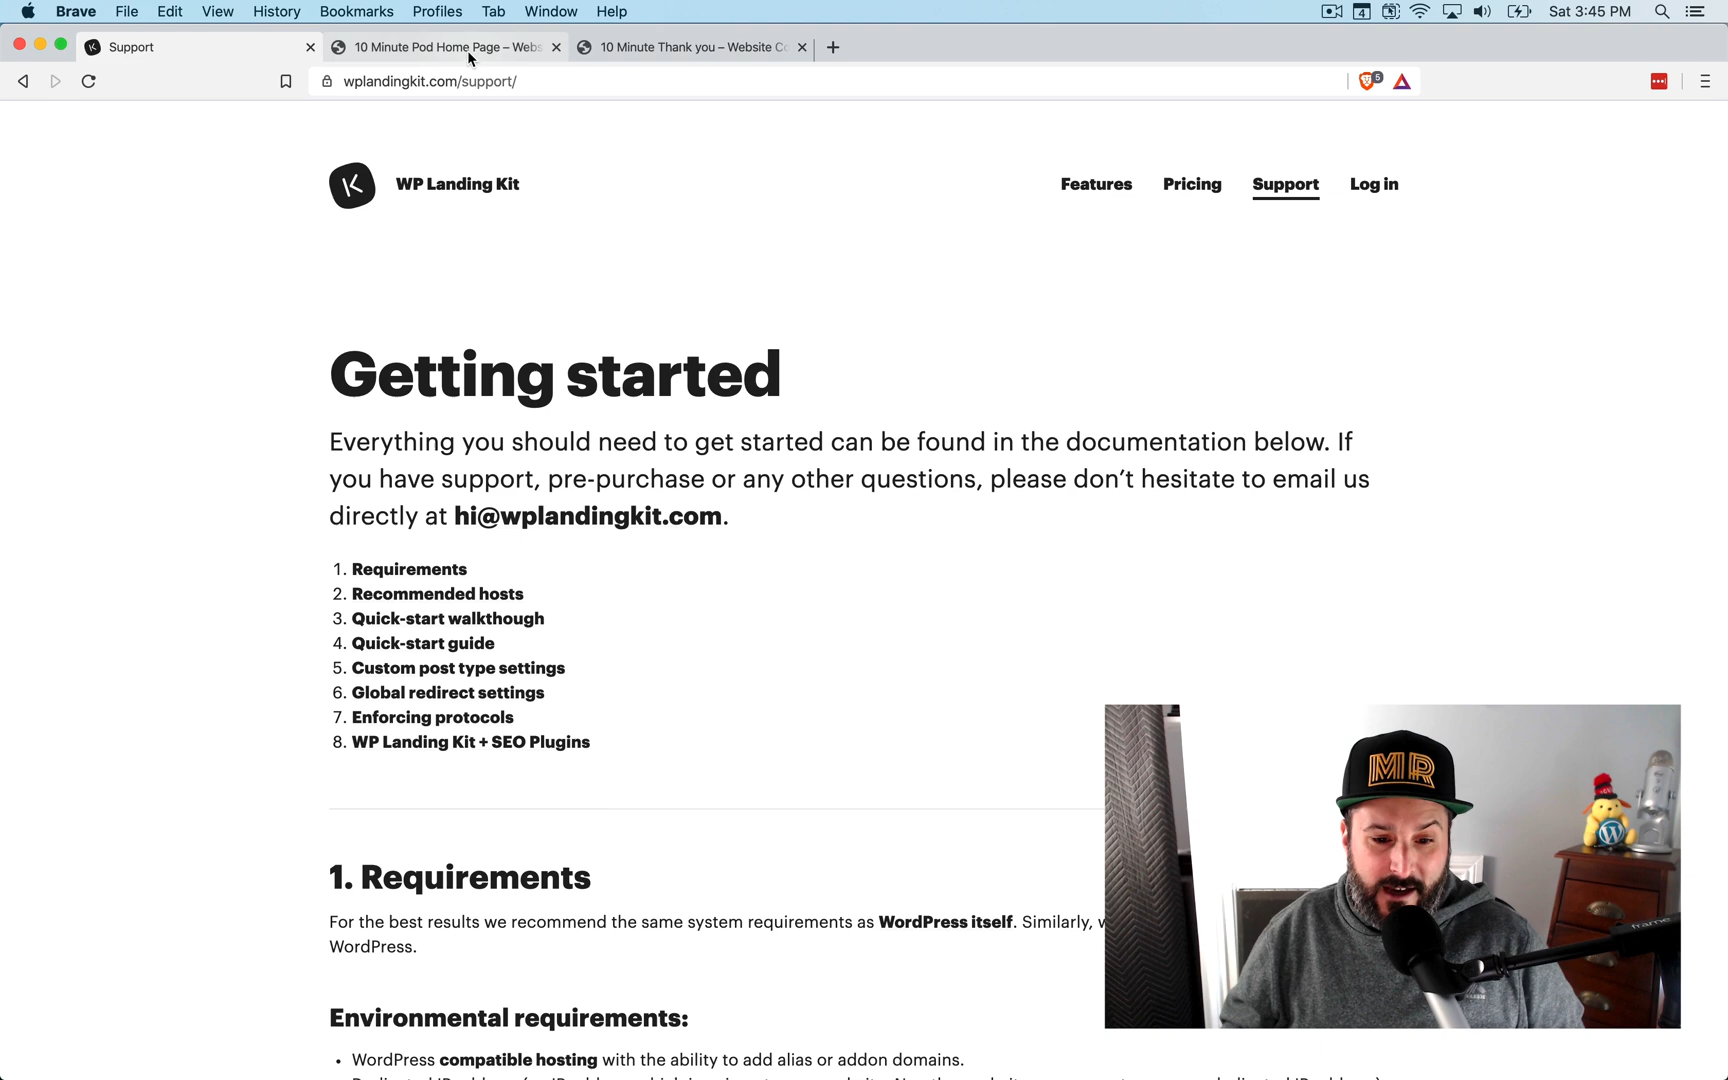 Brave File Edit View History Bookmarks Profiles Tab Window Help 4 Sat 3:45 PM
Support 10 Minute Pod Home Page – Webs 10 Minute Thank you – Website Co
wplandingkit.com/support/ 5
WP Landing Kit Features Pricing Support Log in
Getting started
Everything you should need to get started can be found in the documentation below. If
you have support, pre-purchase or any other questions, please don’t hesitate to email us
directly at hi@wplandingkit.com.
1. Requirements
2. Recommended hosts
3. Quick-start walkthough
4. Quick-start guide
5. Custom post type settings
6. Global redirect settings
7. Enforcing protocols
8. WP Landing Kit + SEO Plugins
MR
1. Requirements
For the best results we recommend the same system requirements as WordPress itself. Similarly, w
WordPress.
frame
Environmental requirements:
• WordPress compatible hosting with the ability to add alias or addon domains.